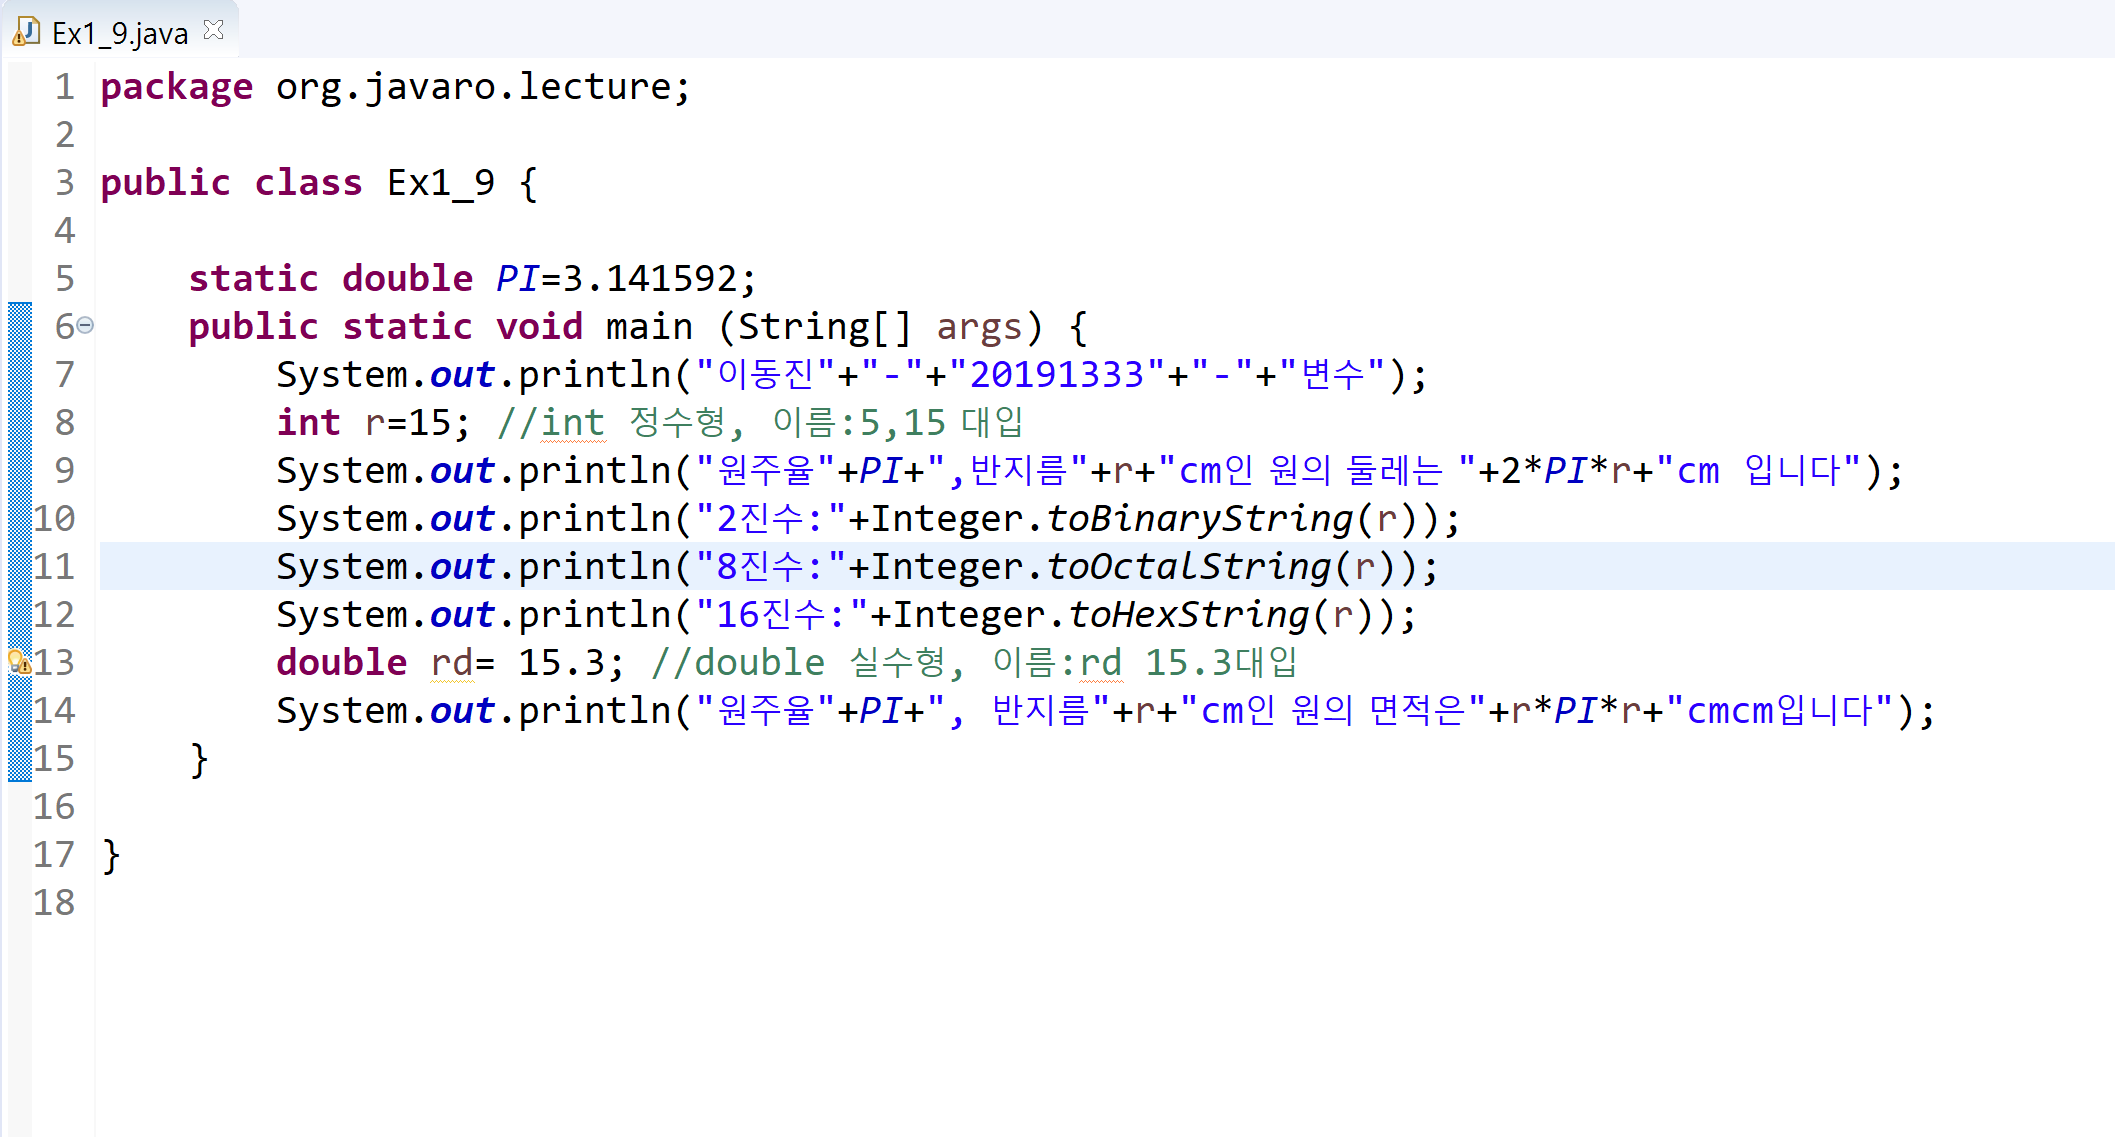 Ex1_9.java
1 package org.javaro.lecture;
2
3 public class Ex1_9 {
4
5     static double PI=3.141592;
6     public static void main (String[] args) {
7         System.out.println("이동진"+"-"+"20191333"+"-"+"변수");
8         int r=15; //int 정수형, 이름:5,15 대입
9         System.out.println("원주율"+PI+",반지름"+r+"cm인 원의 둘레는 "+2*PI*r+"cm 입니다");
10         System.out.println("2진수:"+Integer.toBinaryString(r));
11         System.out.println("8진수:"+Integer.toOctalString(r));
12         System.out.println("16진수:"+Integer.toHexString(r));
13         double rd= 15.3; //double 실수형, 이름:rd 15.3대입
14         System.out.println("원주율"+PI+", 반지름"+r+"cm인 원의 면적은"+r*PI*r+"cmcm입니다");
15     }
16
17 }
18